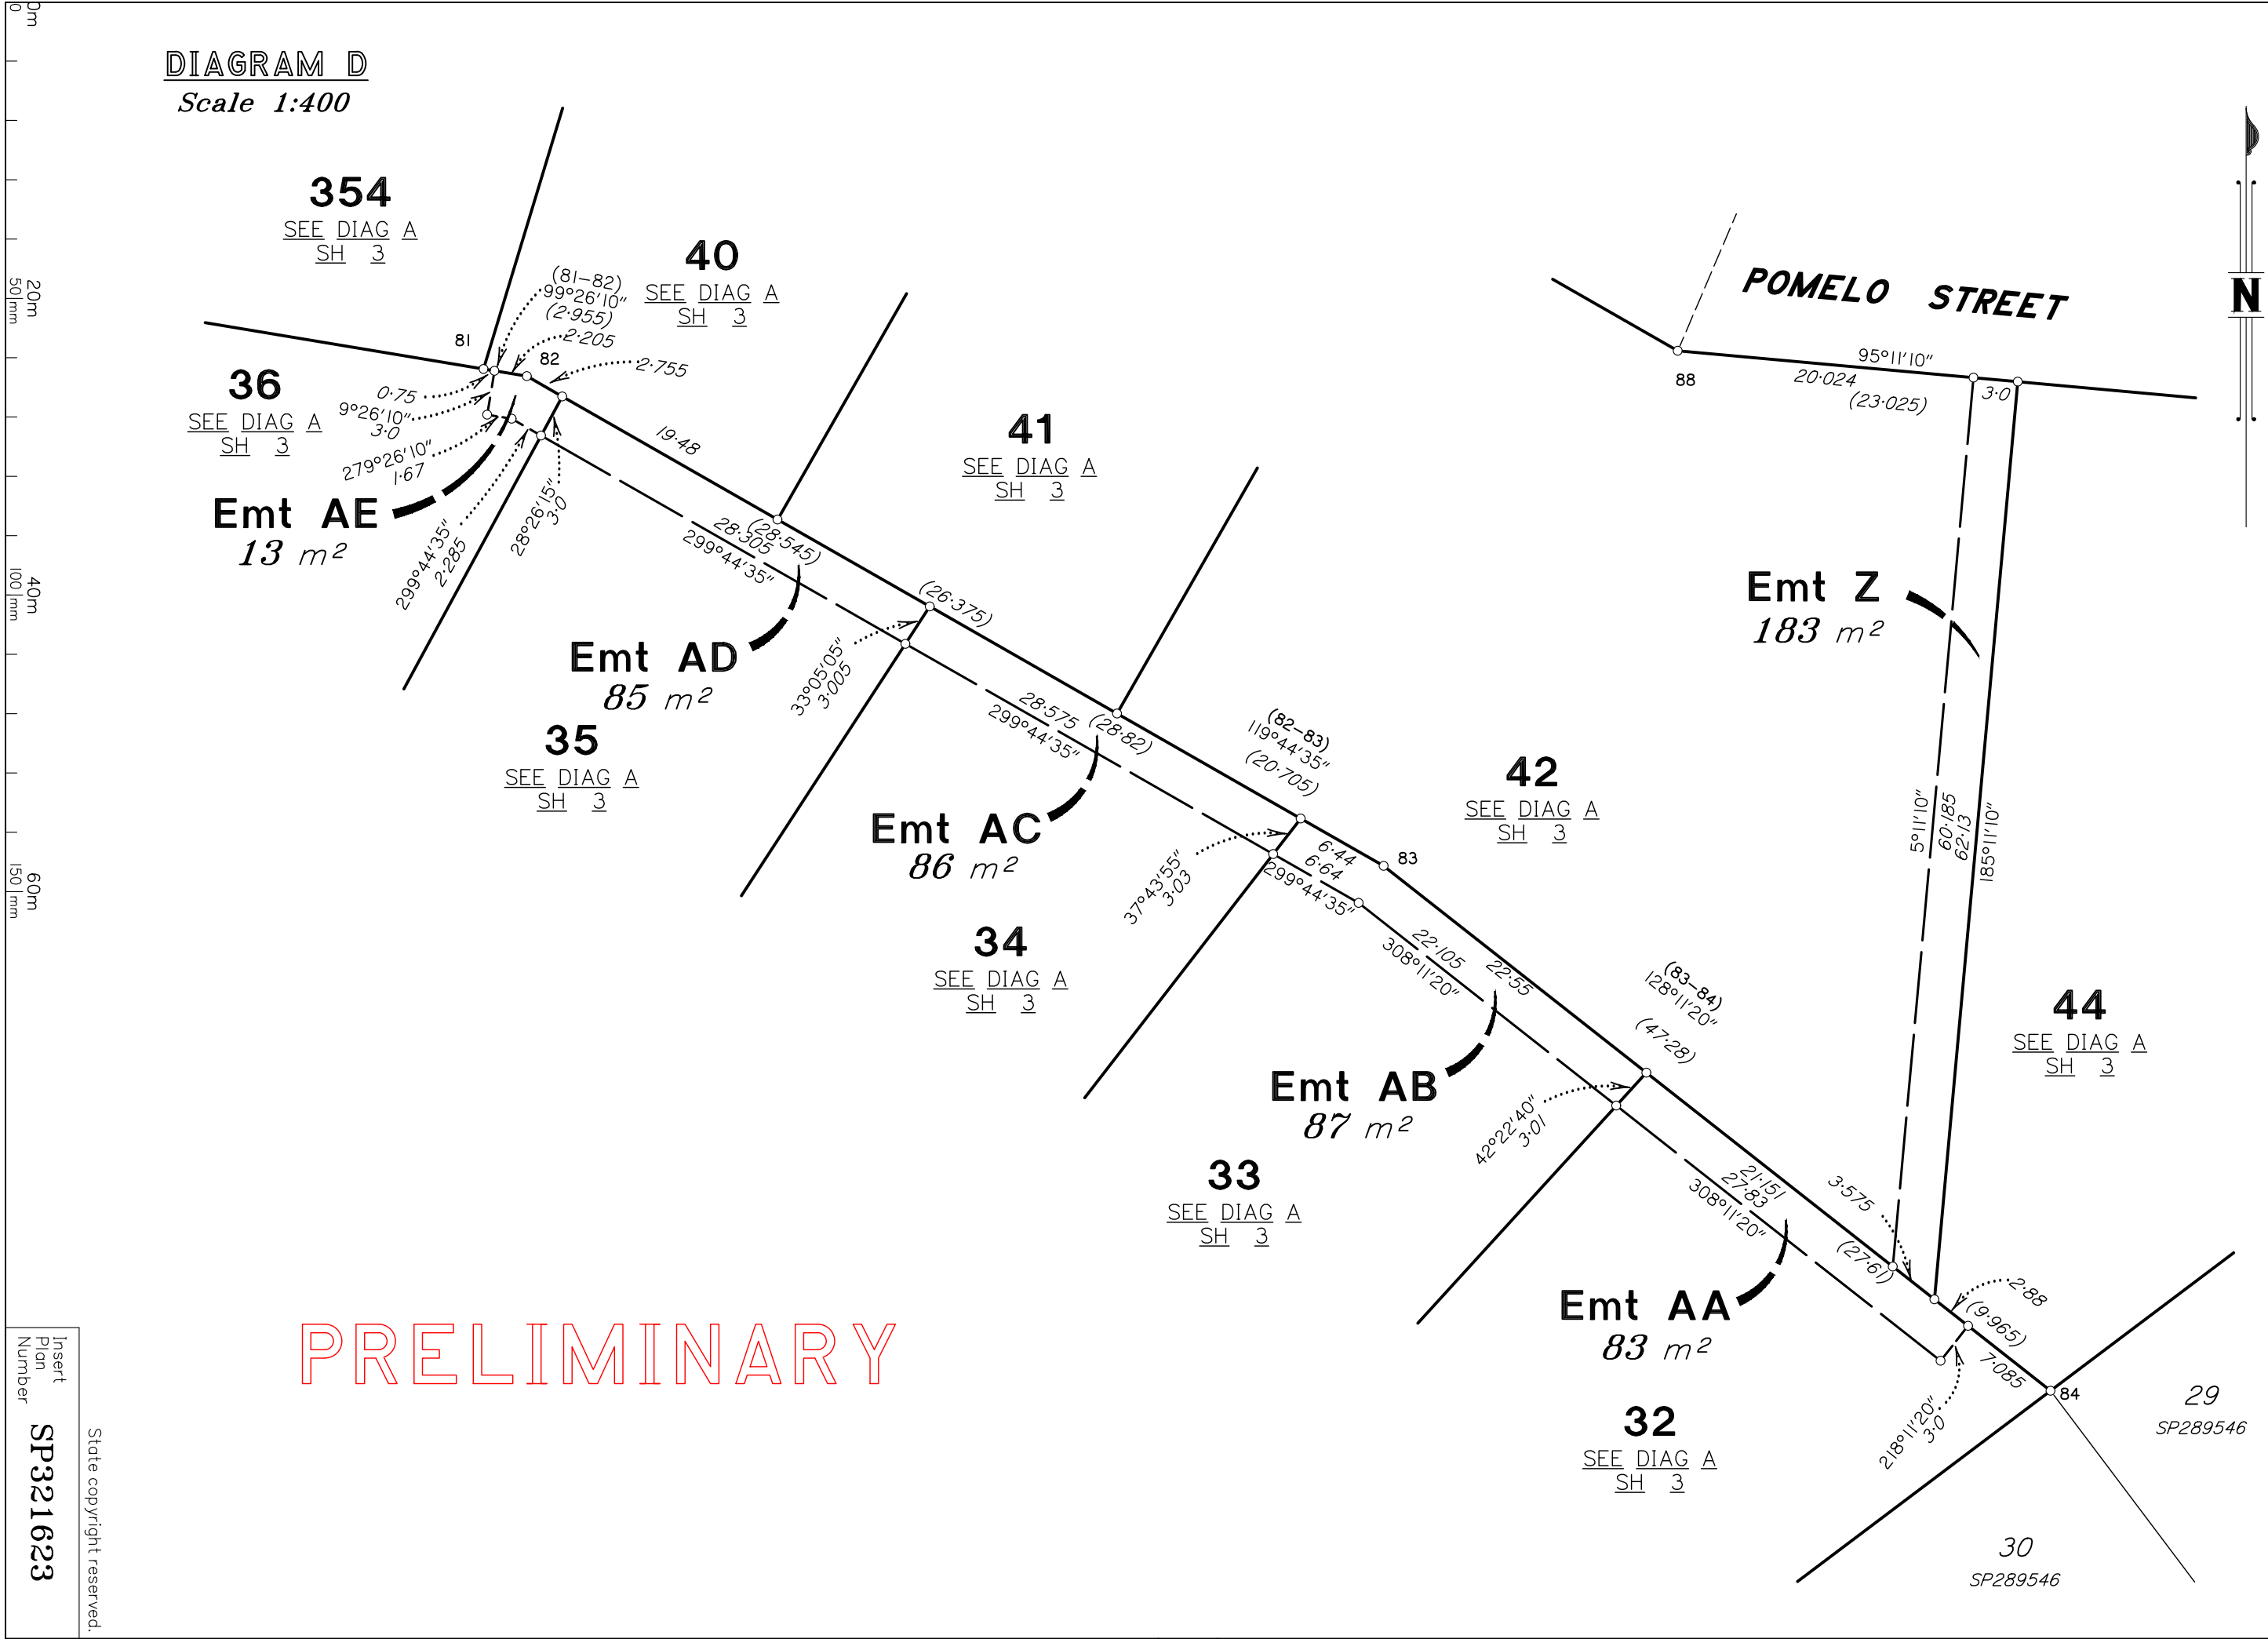 DIAGRAM D
Scale 1:400
354
SEE DIAG A
SH 3
40
SEE DIAG A
SH 3
(81-82)
99°26'10"
(2·955)
2·205
2·755
81
82
36
SEE DIAG A
SH 3
0·75
9°26'10"
3·0
279°26'10"
1·67
Emt AE
13 m²
299°44'35"
2·285
28°26'15"
3·0
19·48
(28·545)
28·305
299°44'35"
41
SEE DIAG A
SH 3
POMELO STREET
N
88
95°11'10"
20·024
(23·025)
3·0
Emt AD
85 m²
35
SEE DIAG A
SH 3
33°05'05"
3·005
(26·375)
28·575
(28·82)
299°44'35"
(82-83)
119°44'35"
(20·705)
42
SEE DIAG A
SH 3
Emt Z
183 m²
5°11'10"
60·185
62·13
185°11'10"
Emt AC
86 m²
34
SEE DIAG A
SH 3
37°43'55"
3·03
6·44
6·64
299°44'35"
83
22·105
308°11'20"
22·55
(83-84)
128°11'20"
(47·28)
44
SEE DIAG A
SH 3
Emt AB
87 m²
33
SEE DIAG A
SH 3
42°22'40"
3·01
21·151
27·83
308°11'20"
3·575
(27·61)
2·88
(9·965)
7·085
84
Emt AA
83 m²
32
SEE DIAG A
SH 3
218°11'20"
3·0
29
SP289546
30
SP289546
PRELIMINARY
0m
0
20m
50 mm
40m
100 mm
60m
150 mm
Insert
Plan
Number
SP321623
State copyright reserved.